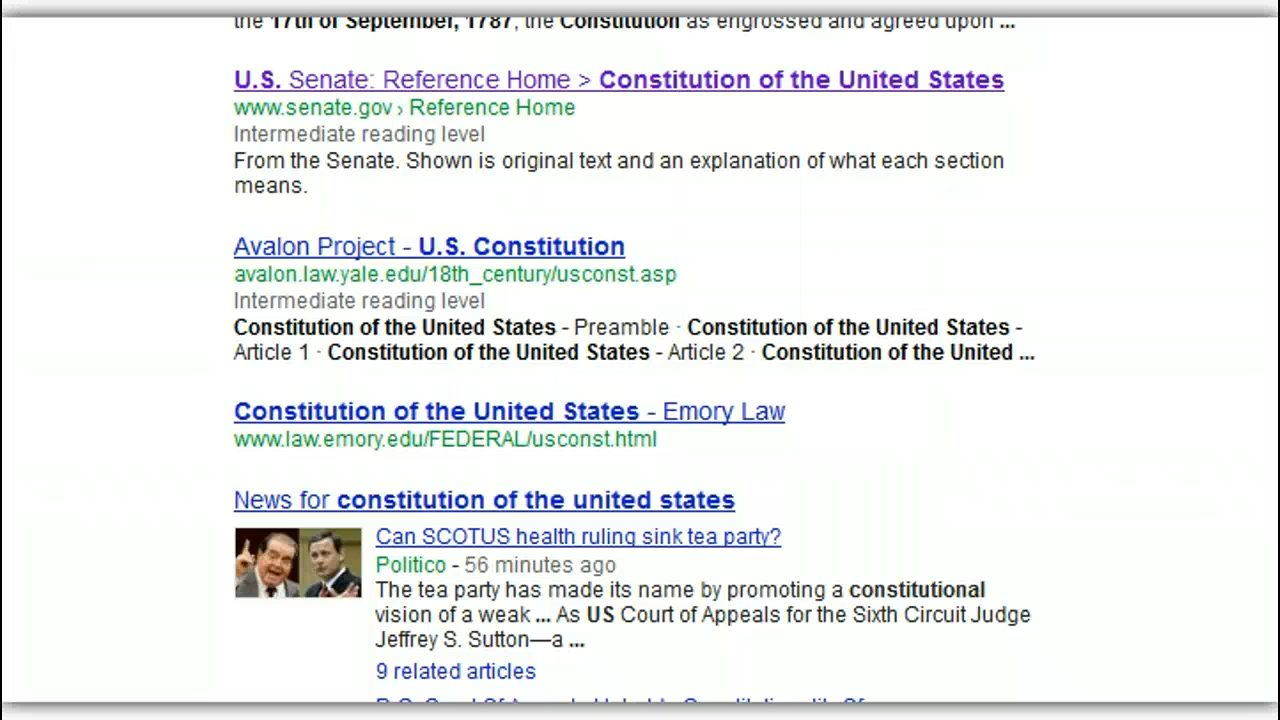 the 17th of September, 1787, the Constitution as engrossed and agreed upon ...
U.S. Senate: Reference Home > Constitution of the United States
www.senate.gov › Reference Home
Intermediate reading level
From the Senate. Shown is original text and an explanation of what each section
means.
Avalon Project - U.S. Constitution
avalon.law.yale.edu/18th_century/usconst.asp
Intermediate reading level
Constitution of the United States - Preamble · Constitution of the United States -
Article 1 · Constitution of the United States - Article 2 · Constitution of the United ...
Constitution of the United States - Emory Law
www.law.emory.edu/FEDERAL/usconst.html
News for constitution of the united states
Can SCOTUS health ruling sink tea party?
Politico - 56 minutes ago
The tea party has made its name by promoting a constitutional
vision of a weak ... As US Court of Appeals for the Sixth Circuit Judge
Jeffrey S. Sutton—a ...
9 related articles